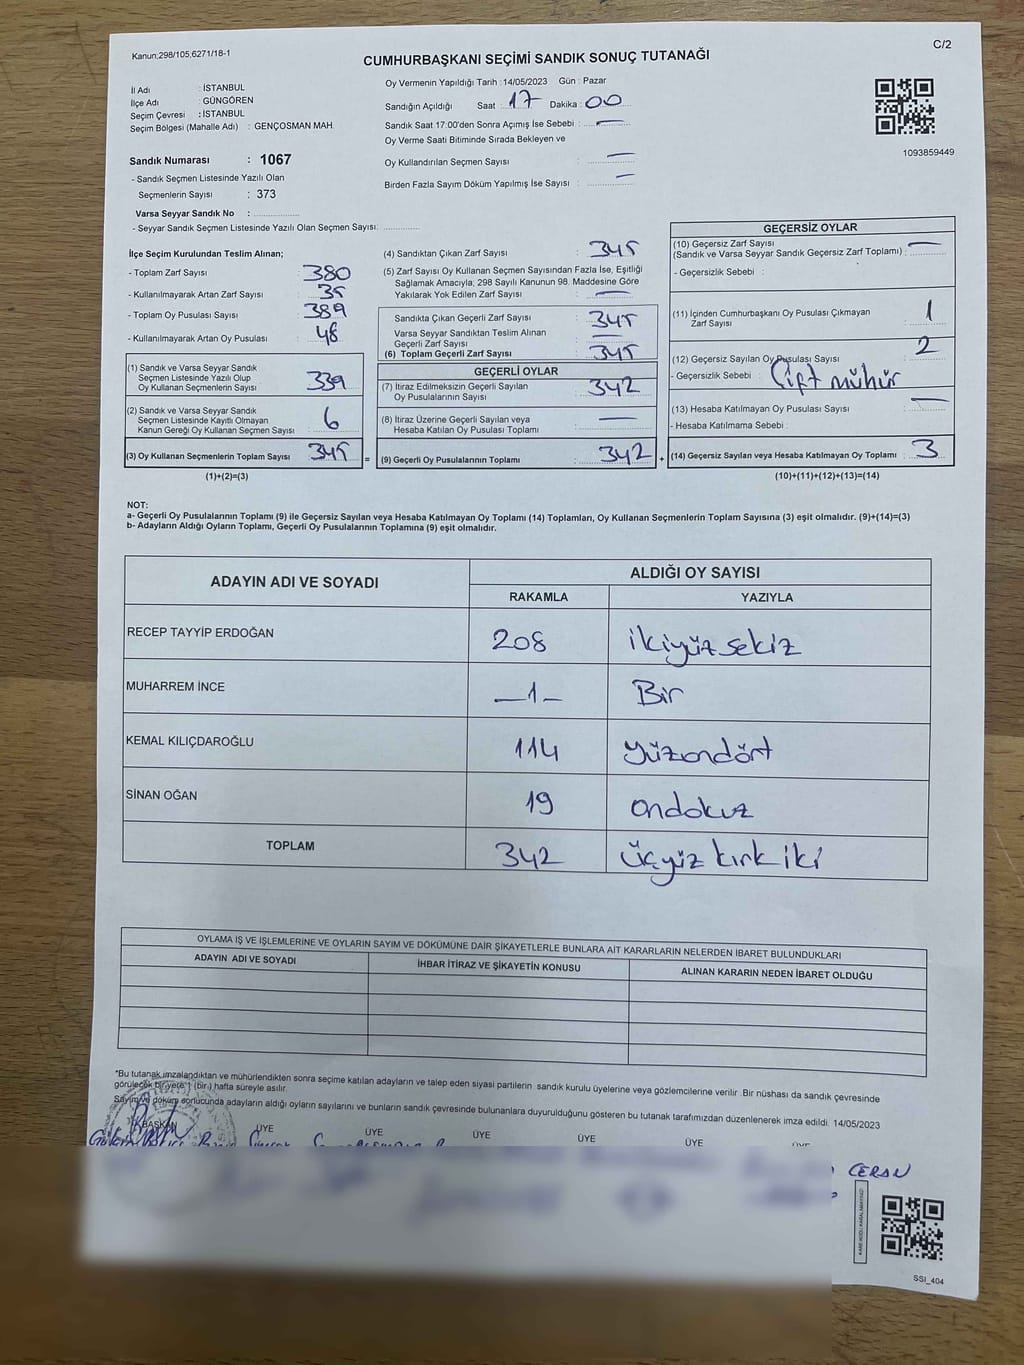 Kanun;298/105,6271/18-1
C/2
CUMHURBAŞKANI SEÇİMİ SANDIK SONUÇ TUTANAĞI
İl Adı : İSTANBUL
İlçe Adı : GÜNGÖREN
Seçim Çevresi : İSTANBUL
Seçim Bölgesi (Mahalle Adı) : GENÇOSMAN MAH.
Sandık Numarası : 1067
- Sandık Seçmen Listesinde Yazılı Olan
Seçmenlerin Sayısı : 373
Varsa Seyyar Sandık No :
- Seyyar Sandık Seçmen Listesinde Yazılı Olan Seçmen Sayısı:
Oy Vermenin Yapıldığı Tarih : 14/05/2023 Gün : Pazar
Sandığın Açıldığı Saat : 17 Dakika : 00
Sandık Saat 17:00'den Sonra Açımış İse Sebebi : —
Oy Verme Saati Bitiminde Sırada Bekleyen ve
Oy Kullandırılan Seçmen Sayısı : —
Birden Fazla Sayım Döküm Yapılmış İse Sayısı : —
1093859449
İlçe Seçim Kurulundan Teslim Alınan;
- Toplam Zarf Sayısı : 380
- Kullanılmayarak Artan Zarf Sayısı : 35
- Toplam Oy Pusulası Sayısı : 389
- Kullanılmayarak Artan Oy Pusulası : 48
(1) Sandık ve Varsa Seyyar Sandık
Seçmen Listesinde Yazılı Olup
Oy Kullanan Seçmenlerin Sayısı : 339
(2) Sandık ve Varsa Seyyar Sandık
Seçmen Listesinde Kayıtlı Olmayan
Kanun Gereği Oy Kullanan Seçmen Sayısı : 6
(3) Oy Kullanan Seçmenlerin Toplam Sayısı : 345
(1)+(2)=(3)
=
(4) Sandıktan Çıkan Zarf Sayısı : 345
(5) Zarf Sayısı Oy Kullanan Seçmen Sayısından Fazla İse, Eşitliği
Sağlamak Amacıyla, 298 Sayılı Kanunun 98. Maddesine Göre
Yakılarak Yok Edilen Zarf Sayısı : —
Sandıkta Çıkan Geçerli Zarf Sayısı : 345
Varsa Seyyar Sandıktan Teslim Alınan
Geçerli Zarf Sayısı : —
(6) Toplam Geçerli Zarf Sayısı : 345
GEÇERLİ OYLAR
(7) İtiraz Edilmeksizin Geçerli Sayılan
Oy Pusulalarının Sayısı : 342
(8) İtiraz Üzerine Geçerli Sayılan veya
Hesaba Katılan Oy Pusulası Toplamı : —
(9) Geçerli Oy Pusulalarının Toplamı : 342
+
GEÇERSİZ OYLAR
(10) Geçersiz Zarf Sayısı
(Sandık ve Varsa Seyyar Sandık Geçersiz Zarf Toplamı) : —
- Geçersizlik Sebebi :
(11) İçinden Cumhurbaşkanı Oy Pusulası Çıkmayan
Zarf Sayısı : 1
(12) Geçersiz Sayılan Oy Pusulası Sayısı : 2
- Geçersizlik Sebebi : Çift mühür
(13) Hesaba Katılmayan Oy Pusulası Sayısı : —
- Hesaba Katılmama Sebebi :
(14) Geçersiz Sayılan veya Hesaba Katılmayan Oy Toplamı : 3
(10)+(11)+(12)+(13)=(14)
NOT:
a- Geçerli Oy Pusulalarının Toplamı (9) ile Geçersiz Sayılan veya Hesaba Katılmayan Oy Toplamı (14) Toplamları, Oy Kullanan Seçmenlerin Toplam Sayısına (3) eşit olmalıdır. (9)+(14)=(3)
b- Adayların Aldığı Oyların Toplamı, Geçerli Oy Pusulalarının Toplamına (9) eşit olmalıdır.
ADAYIN ADI VE SOYADI
ALDIĞI OY SAYISI
RAKAMLA YAZIYLA
RECEP TAYYİP ERDOĞAN 208 ikiyüz sekiz
MUHARREM İNCE —1— Bir
KEMAL KILIÇDAROĞLU 114 yüzondört
SİNAN OĞAN 19 ondokuz
TOPLAM 342 üçyüz kırk iki
OYLAMA İŞ VE İŞLEMLERİNE VE OYLARIN SAYIM VE DÖKÜMÜNE DAİR ŞİKAYETLERLE BUNLARA AİT KARARLARIN NELERDEN İBARET BULUNDUKLARI
ADAYIN ADI VE SOYADI İHBAR İTİRAZ VE ŞİKAYETİN KONUSU ALINAN KARARIN NEDEN İBARET OLDUĞU
*Bu tutanak imzalandıktan ve mühürlendikten sonra seçime katılan adayların ve talep eden siyasi partilerin sandık kurulu üyelerine veya gözlemcilerine verilir .Bir nüshası da sandık çevresinde
görülecek bir yere 1 (bir ) hafta süreyle asılır.
Sayım ve döküm sonucunda adayların aldığı oyların sayılarını ve bunların sandık çevresinde bulunanlara duyurulduğunu gösteren bu tutanak tarafımızdan düzenlenerek imza edildi. 14/05/2023
BAŞKAN ÜYE ÜYE ÜYE ÜYE ÜYE
CERAN
SSI_404